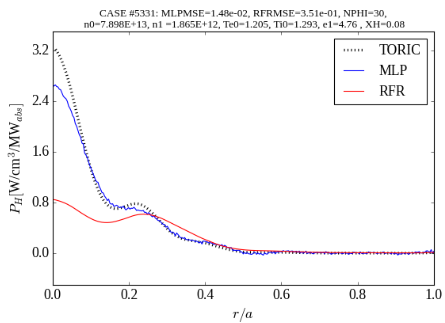 CASE #5331: MLPMSE=1.48e-02, RFRMSE=3.51e-01, NPHI=30,
n0=7.898E+13, n1 =1.865E+12, Te0=1.205, Ti0=1.293, e1=4.76 , XH=0.08
TORIC
MLP
RFR
3.2
2.4
1.6
0.8
0.0
P_H[W/cm³/MW_abs]
0.0 0.2 0.4 0.6 0.8 1.0
r/a